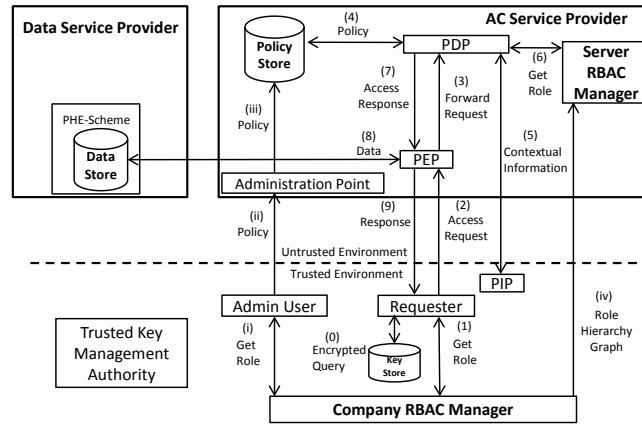 Data Service Provider
AC Service Provider
PHE-Scheme
Data
Store
Policy
Store
(4)
Policy
PDP
(6)
Get
Role
Server
RBAC
Manager
(iii)
Policy
(7)
Access
Response
(3)
Forward
Request
(5)
Contextual
Information
(8)
Data
PEP
Administration Point
(ii)
Policy
(9)
Response
(2)
Access
Request
Untrusted Environment
Trusted Environment
PIP
Admin User
Requester
(iv)
Role
Hierarchy
Graph
Trusted Key
Management
Authority
(i)
Get
Role
(0)
Encrypted
Query
Key
Store
(1)
Get
Role
Company RBAC Manager